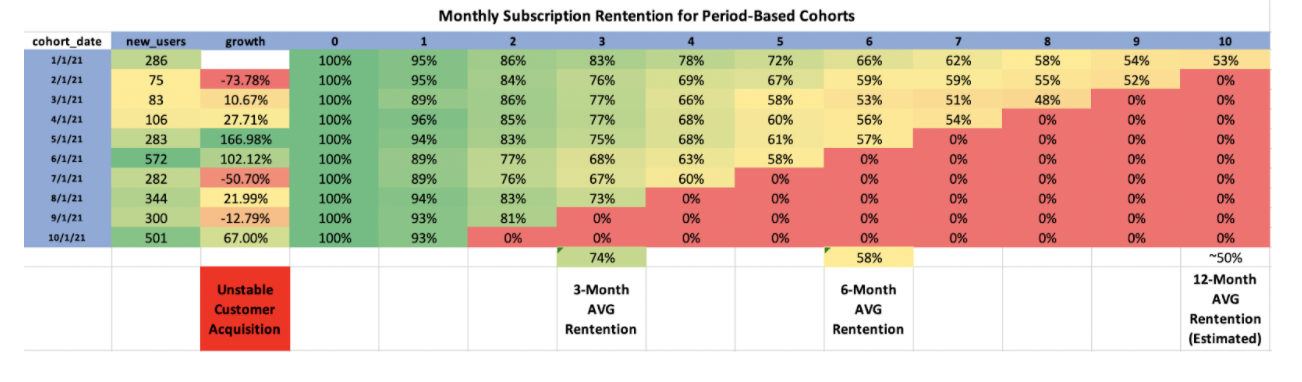 Monthly Subscription Rentention for Period-Based Cohorts
cohort_date new_users growth 0 1 2 3 4 5 6 7 8 9 10
1/1/21 286 100% 95% 86% 83% 78% 72% 66% 62% 58% 54% 53%
2/1/21 75 -73.78% 100% 95% 84% 76% 69% 67% 59% 59% 55% 52% 0%
3/1/21 83 10.67% 100% 89% 86% 77% 66% 58% 53% 51% 48% 0% 0%
4/1/21 106 27.71% 100% 96% 85% 77% 68% 60% 56% 54% 0% 0% 0%
5/1/21 283 166.98% 100% 94% 83% 75% 68% 61% 57% 0% 0% 0% 0%
6/1/21 572 102.12% 100% 89% 77% 68% 63% 58% 0% 0% 0% 0% 0%
7/1/21 282 -50.70% 100% 89% 76% 67% 60% 0% 0% 0% 0% 0% 0%
8/1/21 344 21.99% 100% 94% 83% 73% 0% 0% 0% 0% 0% 0% 0%
9/1/21 300 -12.79% 100% 93% 81% 0% 0% 0% 0% 0% 0% 0% 0%
10/1/21 501 67.00% 100% 93% 0% 0% 0% 0% 0% 0% 0% 0% 0%
74% 58% ~50%
Unstable
Customer
Acquisition
3-Month
AVG
Rentention
6-Month
AVG
Rentention
12-Month
AVG
Rentention
(Estimated)